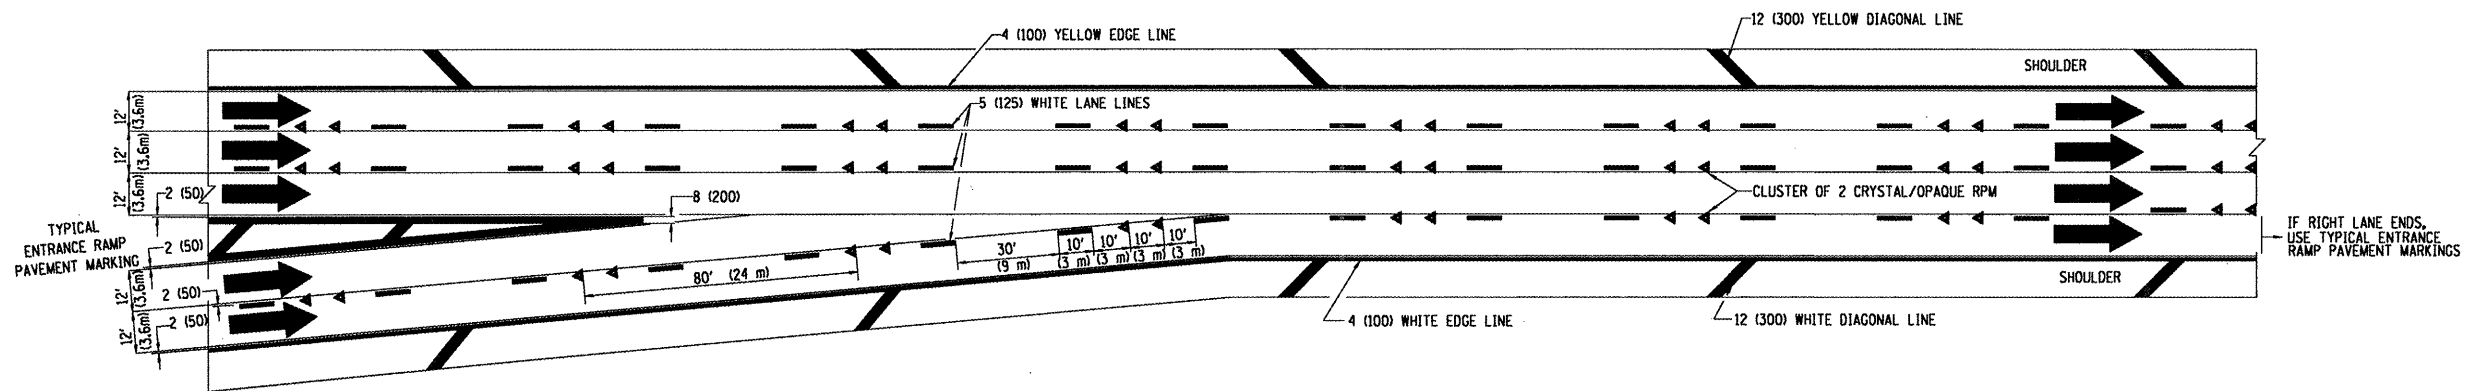 12 (300) YELLOW DIAGONAL LINE
4 (100) YELLOW EDGE LINE
SHOULDER
5 (125) WHITE LANE LINES
12'
(3.6m)
12'
(3.6m)
12'
(3.6m)
2 (50)
8 (200)
CLUSTER OF 2 CRYSTAL/OPAQUE RPM
TYPICAL
ENTRANCE RAMP
PAVEMENT MARKING
2 (50)
IF RIGHT LANE ENDS,
USE TYPICAL ENTRANCE
RAMP PAVEMENT MARKINGS
30'
(9 m)
10'
(3 m)
10'
(3 m)
10'
(3 m)
10'
(3 m)
80' (24 m)
SHOULDER
12'
(3.6m)
2 (50)
12'
(3.6m)
2 (50)
4 (100) WHITE EDGE LINE
12 (300) WHITE DIAGONAL LINE